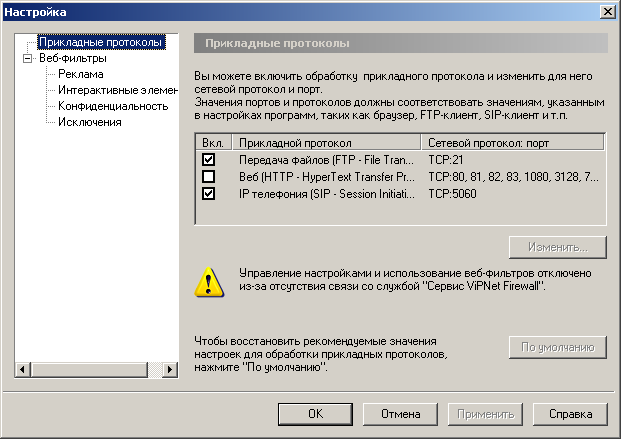 Настройка
Прикладные протоколы
Веб-фильтры
Реклама
Интерактивные элемен
Конфиденциальность
Исключения
Прикладные протоколы
Вы можете включить обработку прикладного протокола и изменить для него
сетевой протокол и порт.
Значения портов и протоколов должны соответствовать значениям, указанным
в настройках программ, таких как браузер, FTP-клиент, SIP-клиент и т.п.
Вкл. Прикладной протокол Сетевой протокол: порт
Передача файлов (FTP - File Tran... TCP:21
Веб (HTTP - HyperText Transfer Pr... TCP:80, 81, 82, 83, 1080, 3128, 7...
IP телефония (SIP - Session Initiati... TCP:5060
Изменить...
Управление настройками и использование веб-фильтров отключено
из-за отсутствия связи со службой "Сервис ViPNet Firewall".
Чтобы восстановить рекомендуемые значения
настроек для обработки прикладных протоколов,
нажмите "По умолчанию".
По умолчанию
OK Отмена Применить Справка